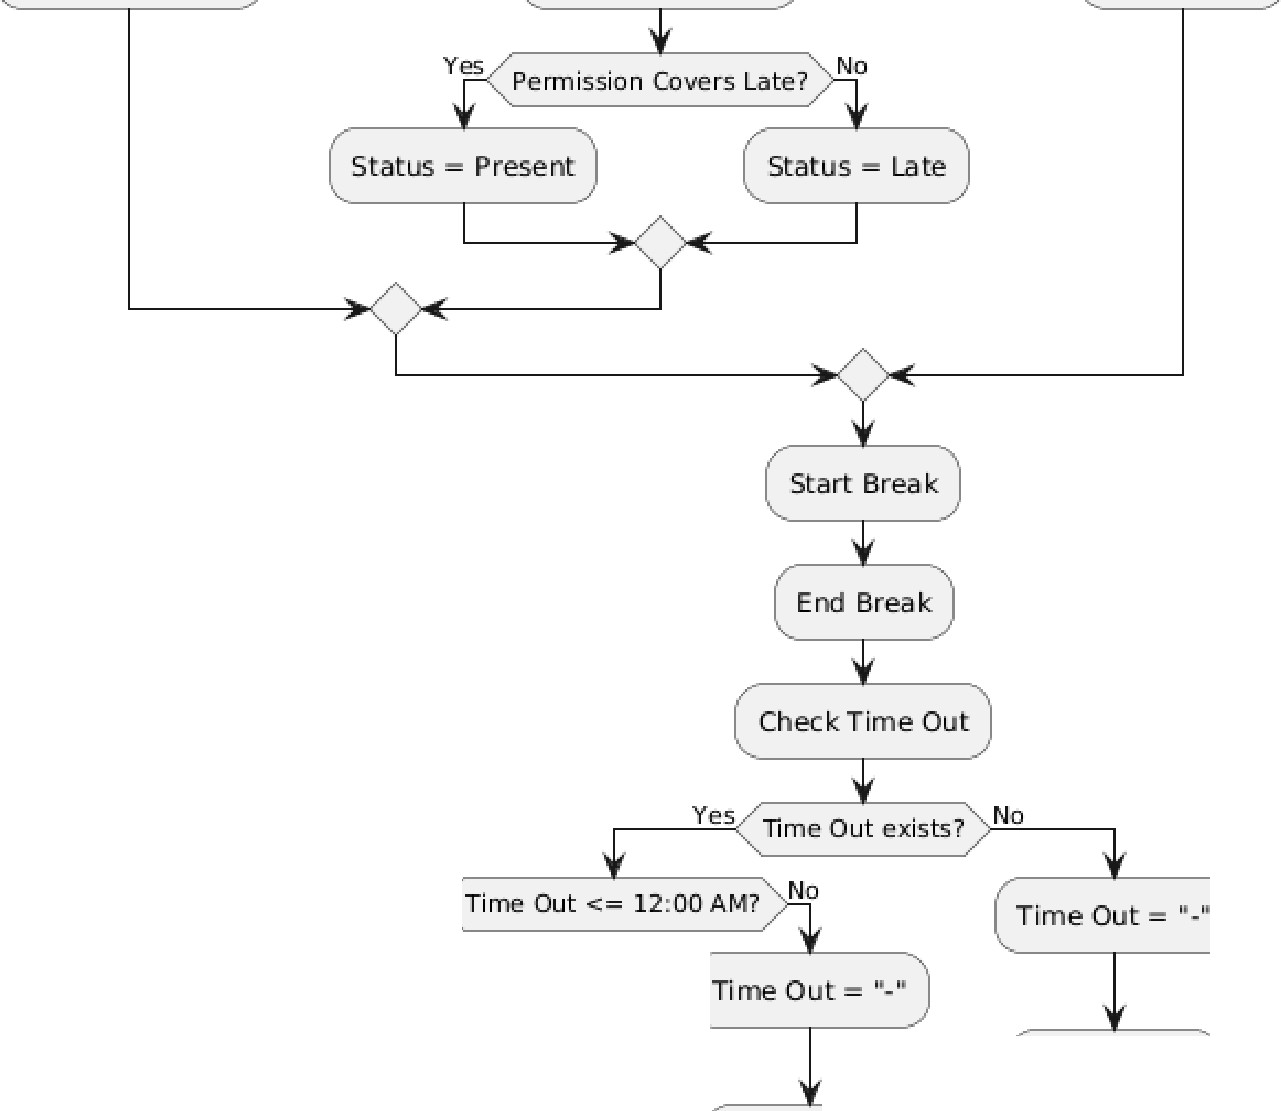 Yes
No
Permission Covers Late?
Status = Present
Status = Late
Start Break
End Break
Check Time Out
Yes
No
Time Out exists?
No
Time Out <= 12:00 AM?
Time Out = "-"
Time Out = "-"